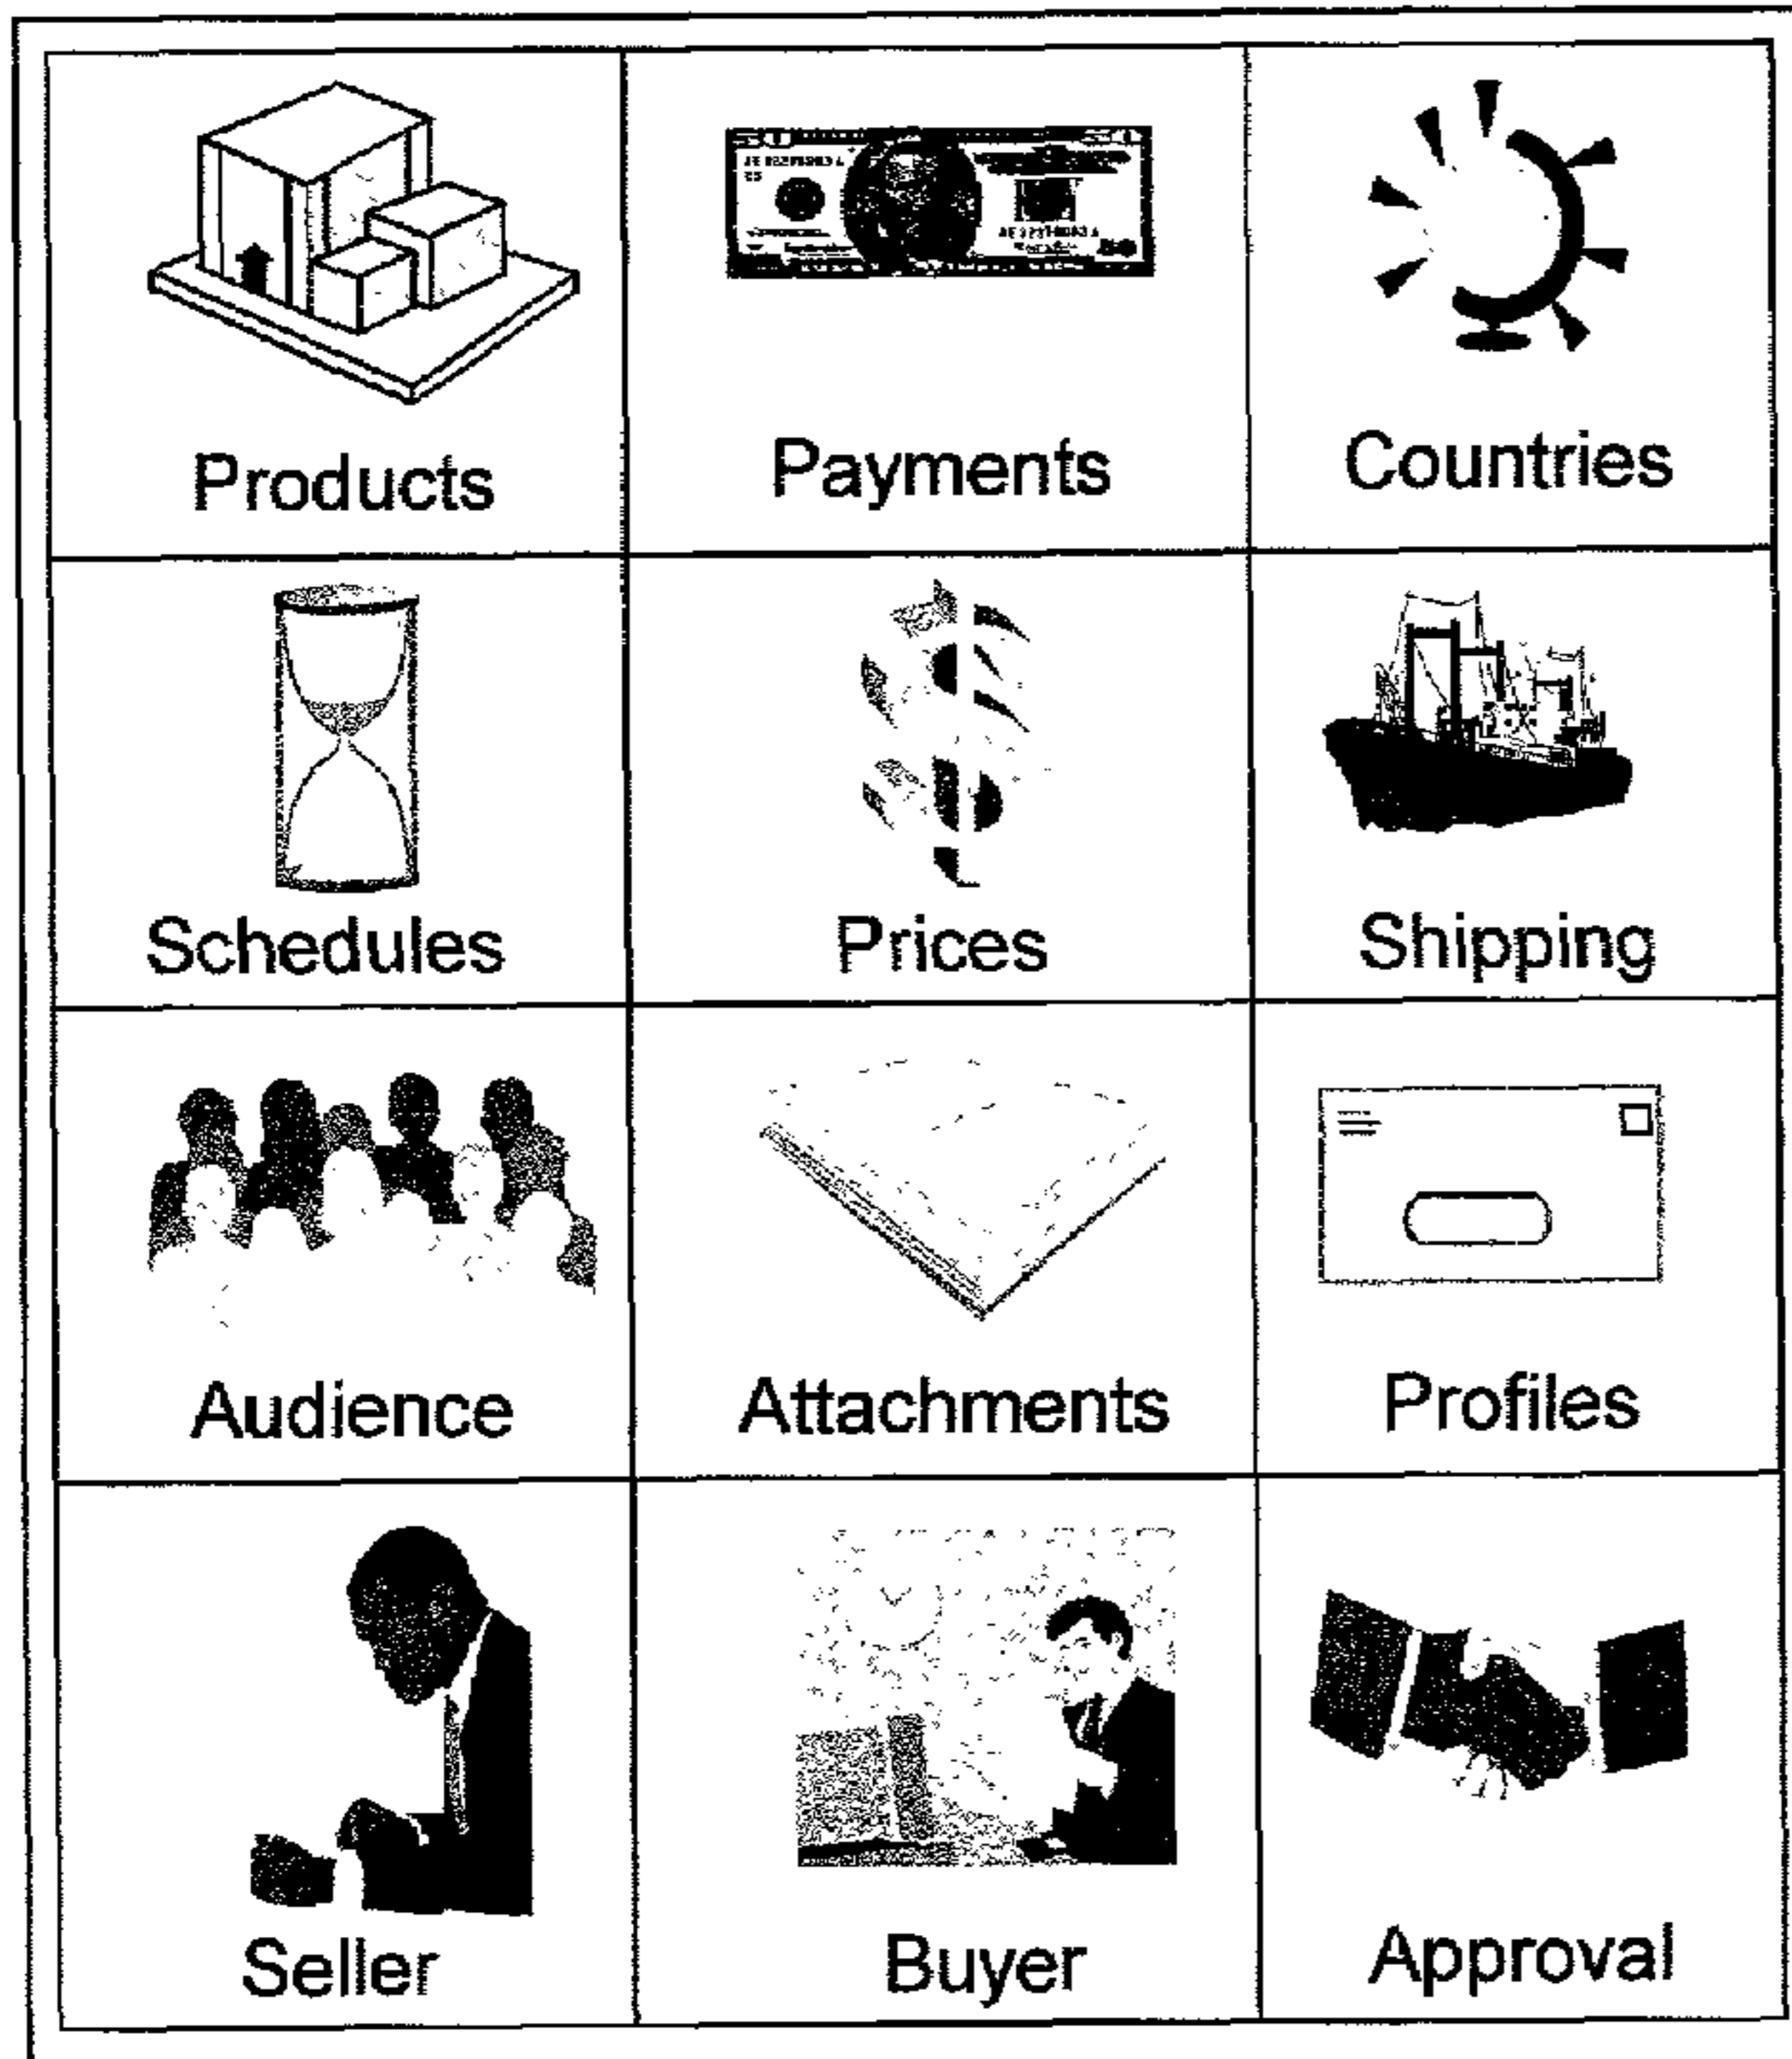 Products
Payments
Countries
Schedules
Prices
Shipping
Audience
Attachments
Profiles
Seller
Buyer
Approval